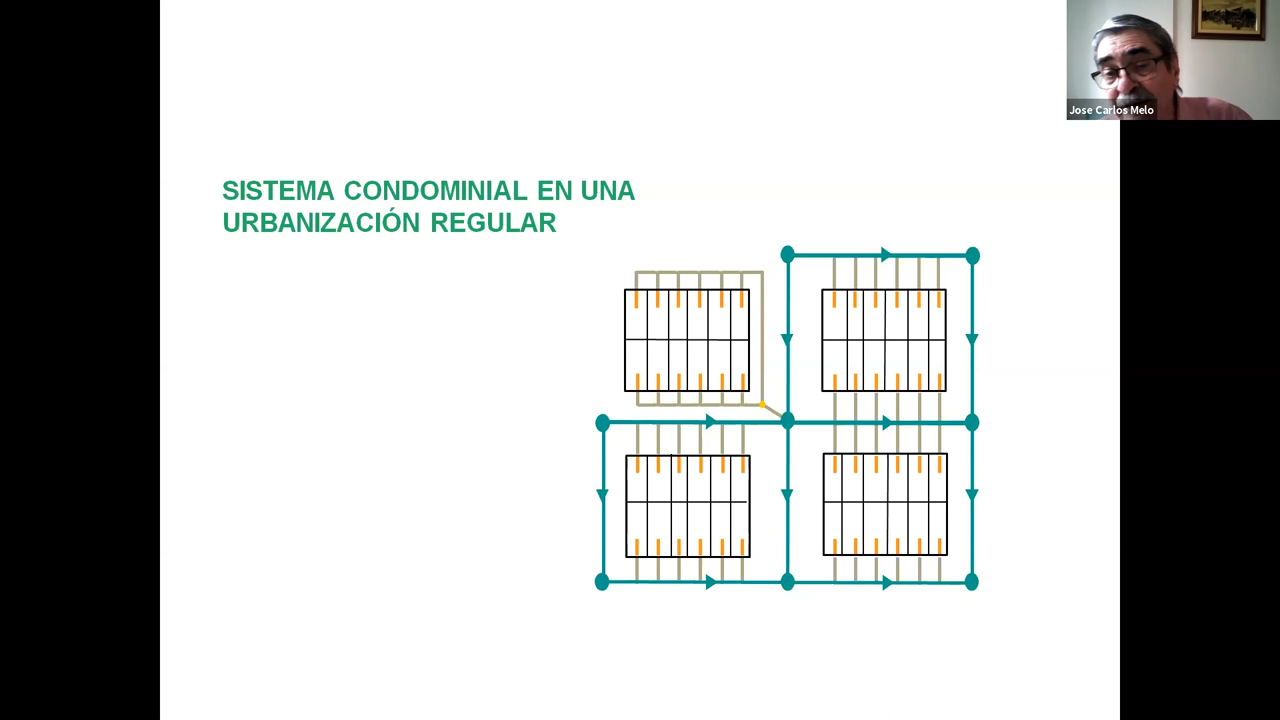 SISTEMA CONDOMINIAL EN UNA
URBANIZACIÓN REGULAR
Jose Carlos Melo